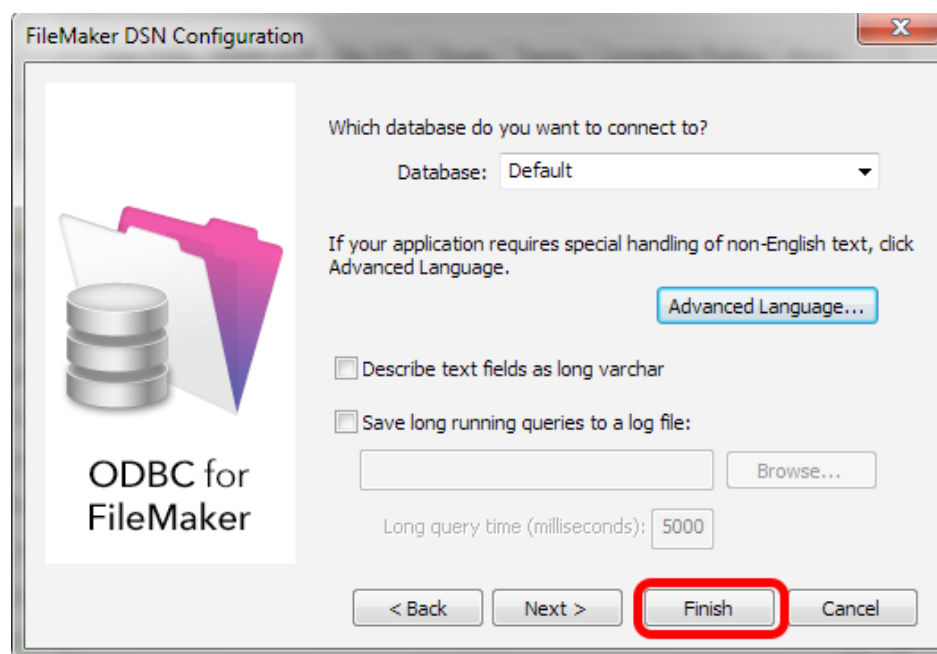 FileMaker DSN Configuration
Which database do you want to connect to?
Database: Default
If your application requires special handling of non-English text, click
Advanced Language.
Advanced Language...
Describe text fields as long varchar
Save long running queries to a log file:
Browse...
Long query time (milliseconds): 5000
ODBC for
FileMaker
< Back Next > Finish Cancel